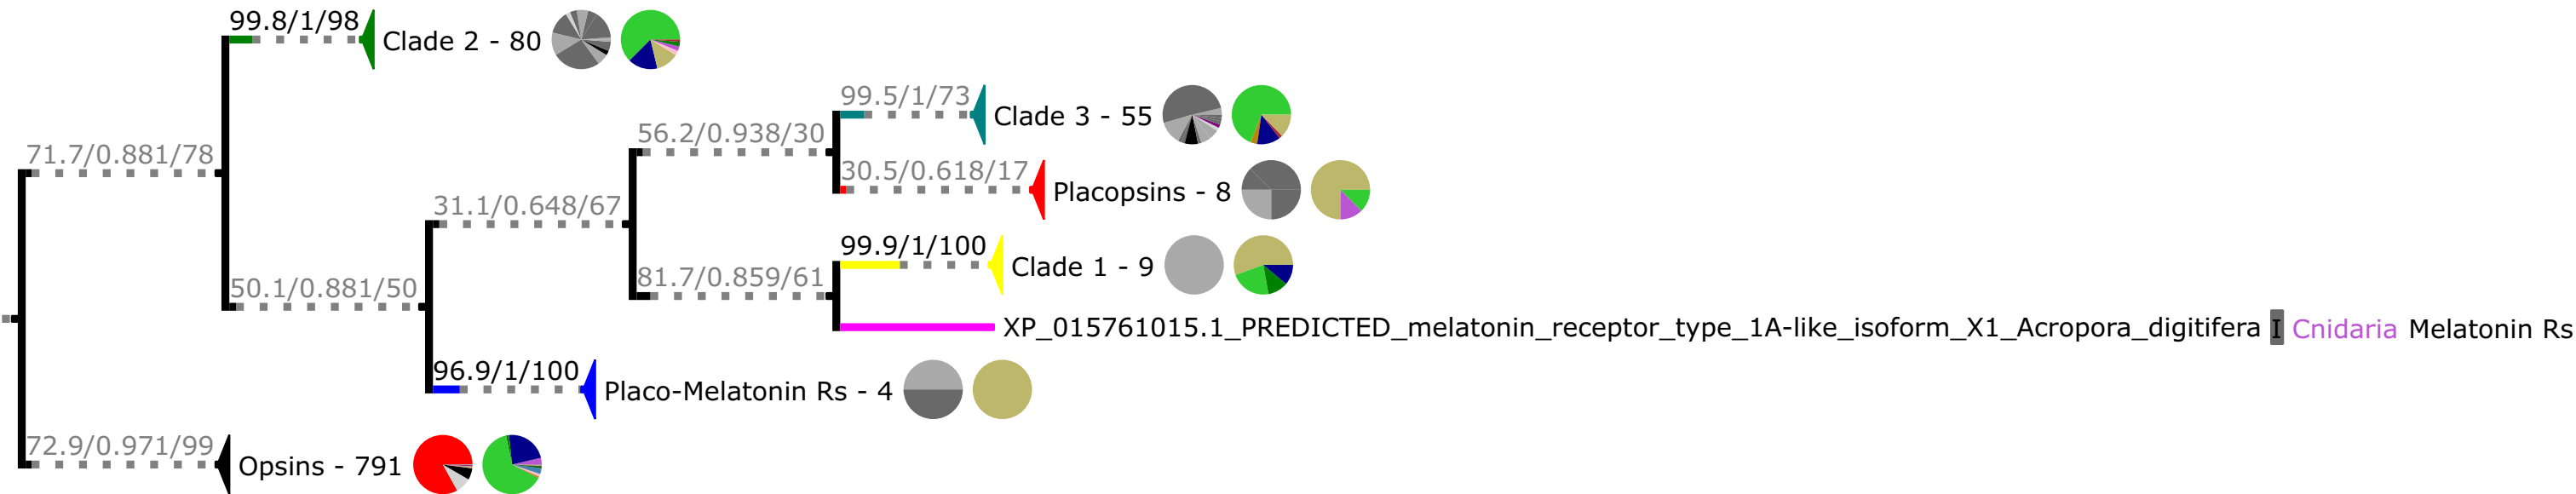 99.8/1/98
Clade 2 - 80
99.5/1/73
56.2/0.938/30
Clade 3 - 55
71.7/0.881/78
30.5/0.618/17
31.1/0.648/67
Placopsins - 8
99.9/1/100
50.1/0.881/50
81.7/0.859/61
Clade 1 - 9
XP_015761015.1_PREDICTED_melatonin_receptor_type_1A-like_isoform_X1_Acropora_digitifera I Cnidaria Melatonin Rs
96.9/1/100
Placo-Melatonin Rs - 4
72.9/0.971/99
Opsins - 791